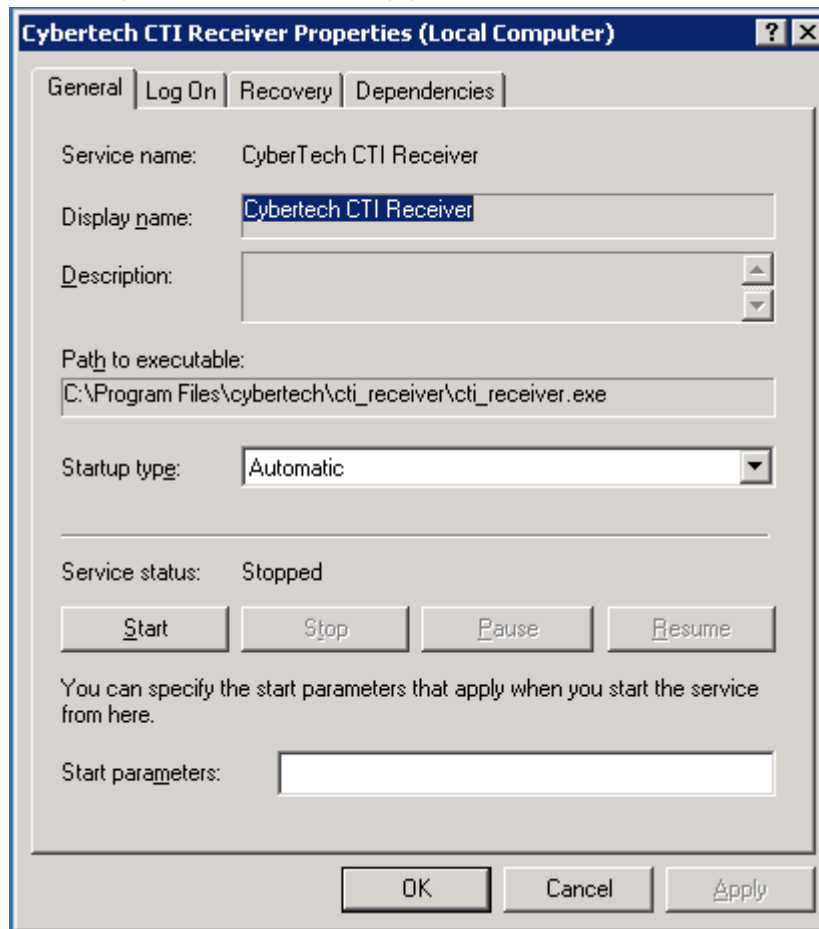 Cybertech CTI Receiver Properties (Local Computer)
General Log On Recovery Dependencies
Service name: CyberTech CTI Receiver
Display name: Cybertech CTI Receiver
Description:
Path to executable:
C:\Program Files\cybertech\cti_receiver\cti_receiver.exe
Startup type: Automatic
Service status: Stopped
Start Stop Pause Resume
You can specify the start parameters that apply when you start the service
from here.
Start parameters:
OK Cancel Apply